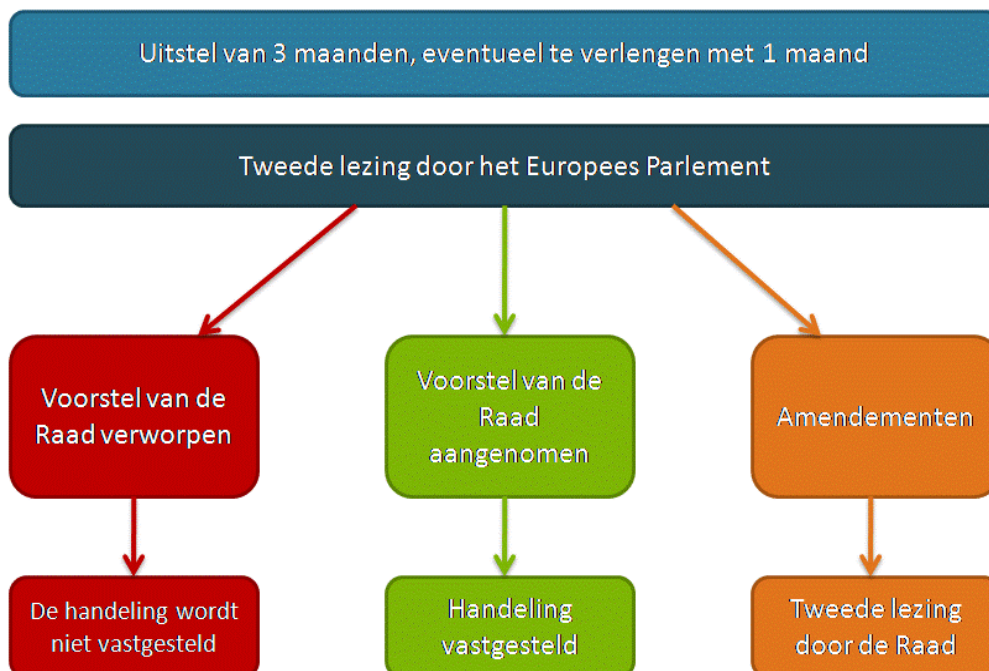 Uitstel van 3 maanden, eventueel te verlengen met 1 maand
Tweede lezing door het Europees Parlement
Voorstel van de
Raad verworpen
Voorstel van de
Raad
aangenomen
Amendementen
De handeling wordt
niet vastgesteld
Handeling
vastgesteld
Tweede lezing
door de Raad